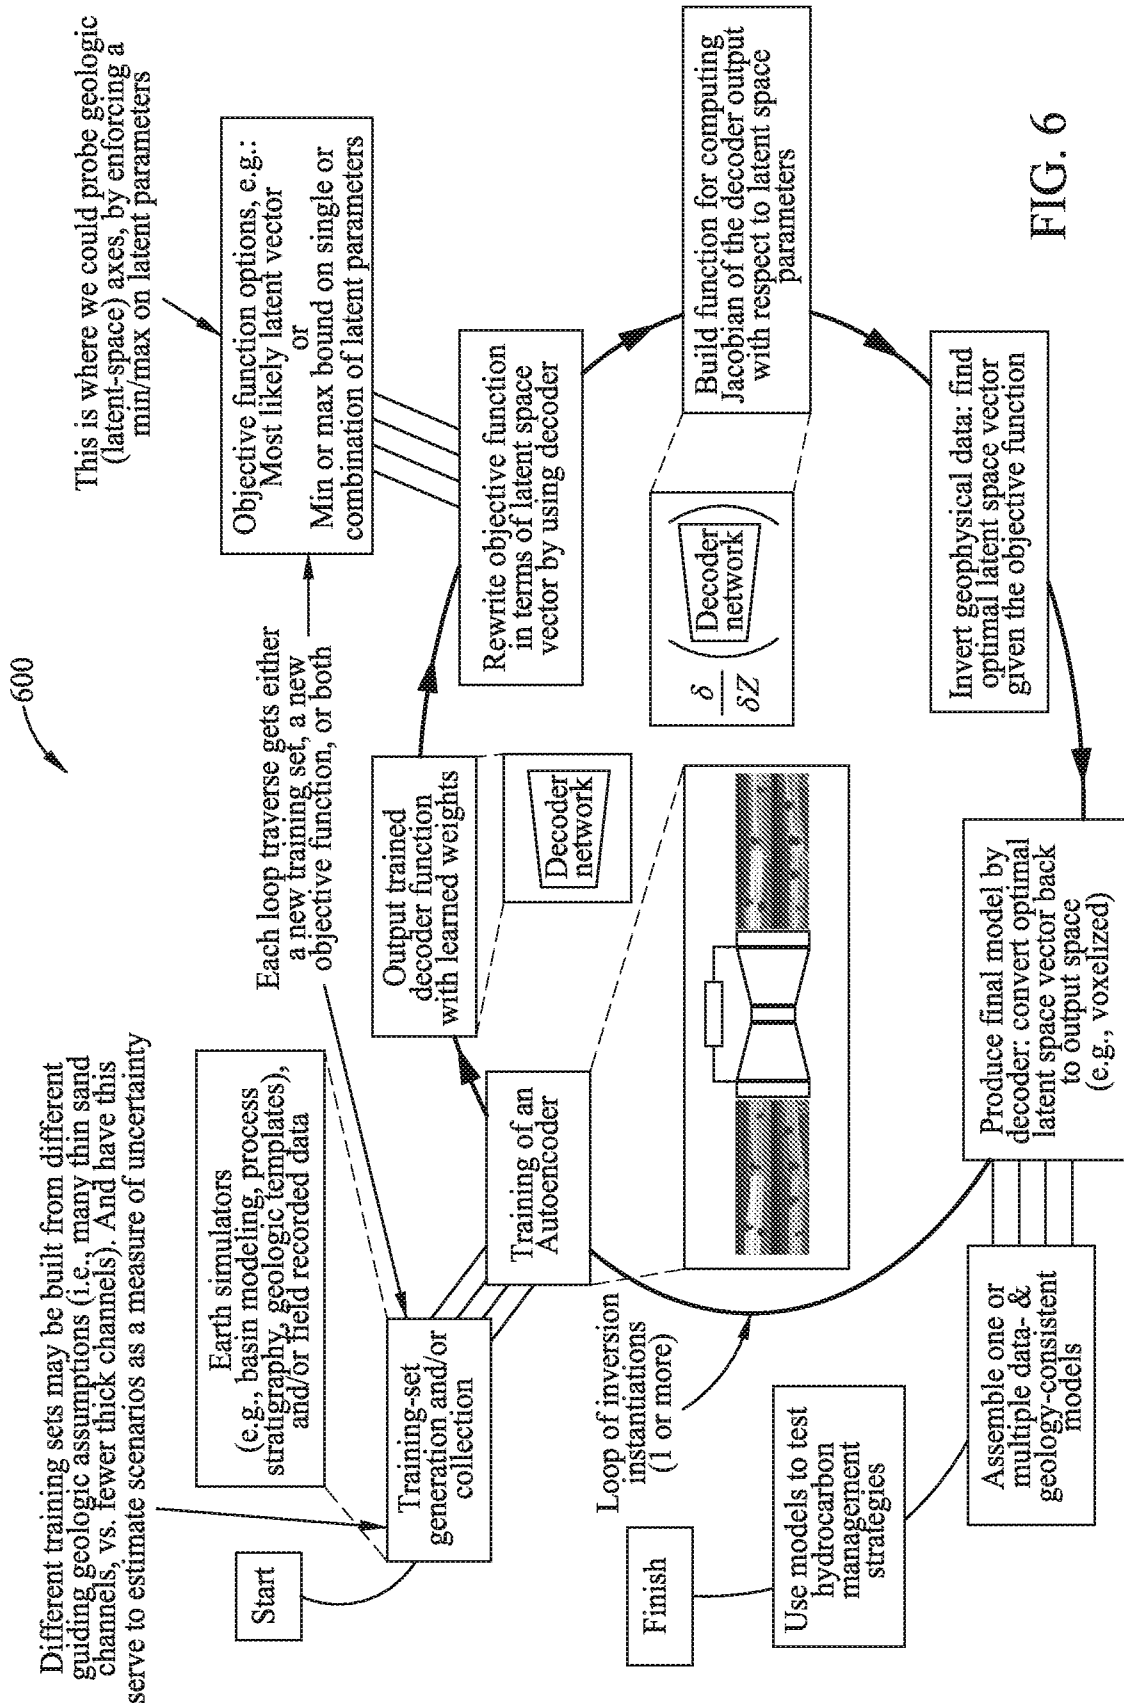 600
Different training sets may be built from different
guiding geologic assumptions (i.e., many thin sand
channels, vs. fewer thick channels). And have this
serve to estimate scenarios as a measure of uncertainty
This is where we could probe geologic
(latent-space) axes, by enforcing a
min/max on latent parameters
Start
Earth simulators
(e.g., basin modeling, process
stratigraphy, geologic templates),
and/or field recorded data
Each loop traverse gets either
a new training set, a new
objective function, or both
Objective function options, e.g.:
Most likely latent vector
or
Min or max bound on single or
combination of latent parameters
Training-set
generation and/or
collection
Training of an
Autoencoder
Output trained
decoder function
with learned weights
Decoder
network
Rewrite objective function
in terms of latent space
vector by using decoder
δ
δZ
Decoder
network
Build function for computing
Jacobian of the decoder output
with respect to latent space
parameters
Loop of inversion
instantiations
(1 or more)
Finish
Use models to test
hydrocarbon
management
strategies
Assemble one or
multiple data- &
geology-consistent
models
Produce final model by
decoder: convert optimal
latent space vector back
to output space
(e.g., voxelized)
Invert geophysical data: find
optimal latent space vector
given the objective function
FIG. 6